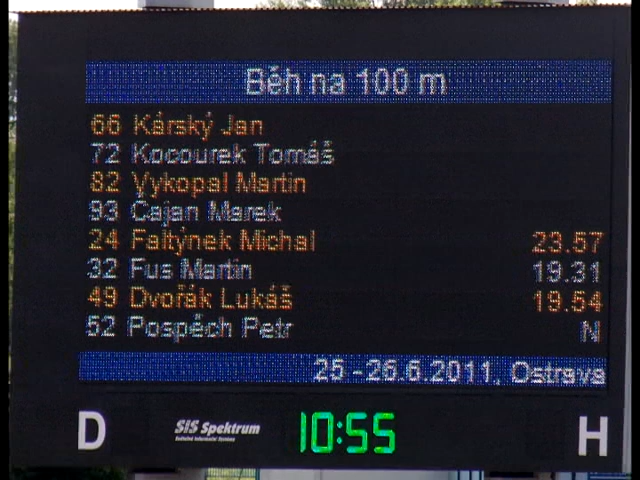 Běh na 100 m
66 Kárský Jan
72 Kocourek Tomáš
82 Vykopal Martin
93 Čajan Marek
24 Faltýnek Michal 23.57
32 Fus Martin 19.31
49 Dvořák Lukáš 19.54
52 Pospěch Petr N
25 - 26.6.2011, Ostrava
D SIS Spektrum 10:55 H